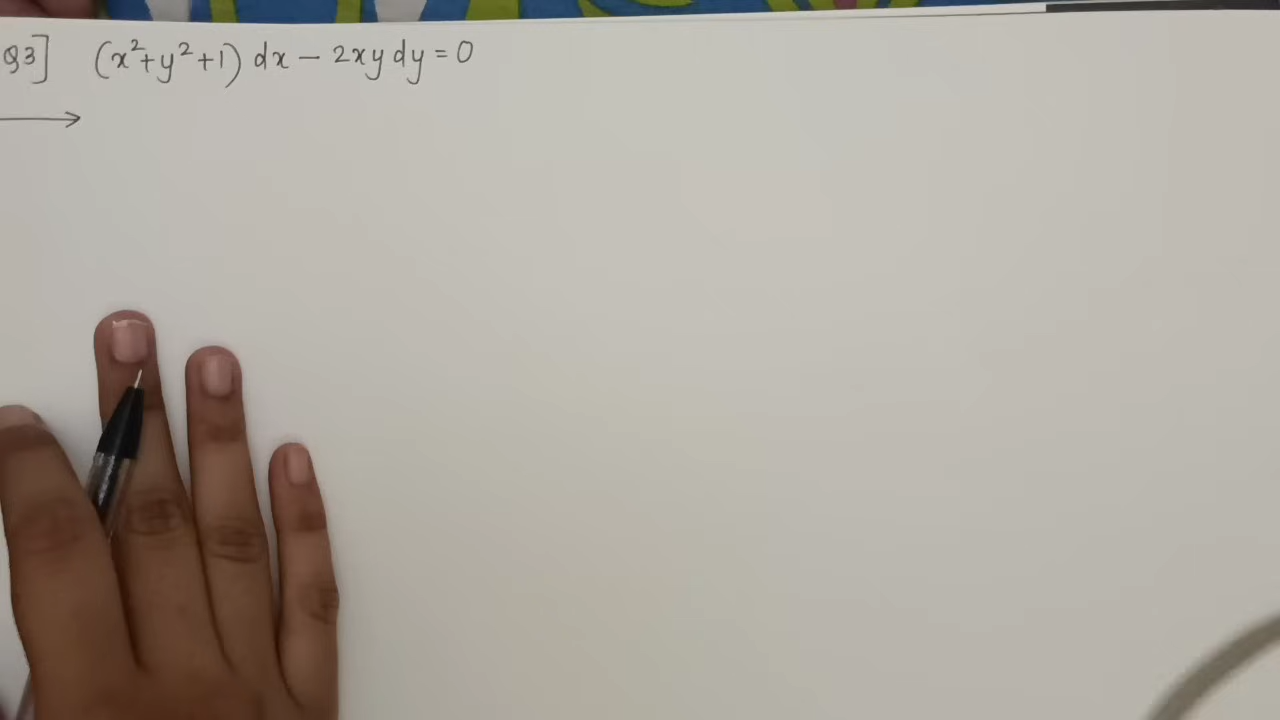 Q3] (x²+y²+1) dx − 2xy dy = 0